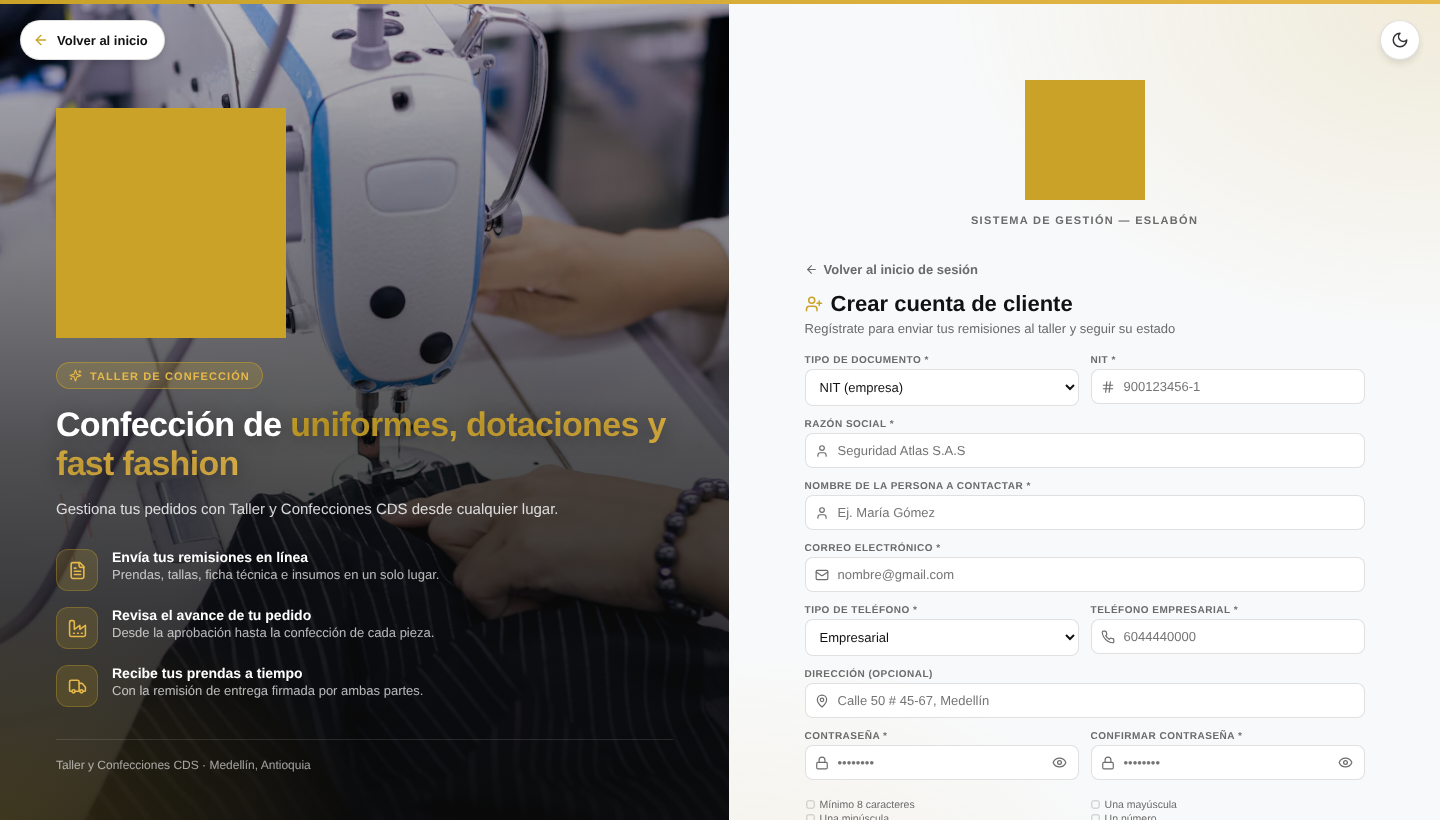 Volver al inicio
TALLER DE CONFECCIÓN
Confección de uniformes, dotaciones y
fast fashion
Gestiona tus pedidos con Taller y Confecciones CDS desde cualquier lugar.
Envía tus remisiones en línea
Prendas, tallas, ficha técnica e insumos en un solo lugar.
Revisa el avance de tu pedido
Desde la aprobación hasta la confección de cada pieza.
Recibe tus prendas a tiempo
Con la remisión de entrega firmada por ambas partes.
Taller y Confecciones CDS · Medellín, Antioquia
SISTEMA DE GESTIÓN — ESLABÓN
Volver al inicio de sesión
Crear cuenta de cliente
Regístrate para enviar tus remisiones al taller y seguir su estado
TIPO DE DOCUMENTO * NIT *
NIT (empresa) 900123456-1
RAZÓN SOCIAL *
Seguridad Atlas S.A.S
NOMBRE DE LA PERSONA A CONTACTAR *
Ej. María Gómez
CORREO ELECTRÓNICO *
nombre@gmail.com
TIPO DE TELÉFONO * TELÉFONO EMPRESARIAL *
Empresarial 6044440000
DIRECCIÓN (OPCIONAL)
Calle 50 # 45-67, Medellín
CONTRASEÑA * CONFIRMAR CONTRASEÑA *
•••••••• ••••••••
Mínimo 8 caracteres Una mayúscula
Una minúscula Un número